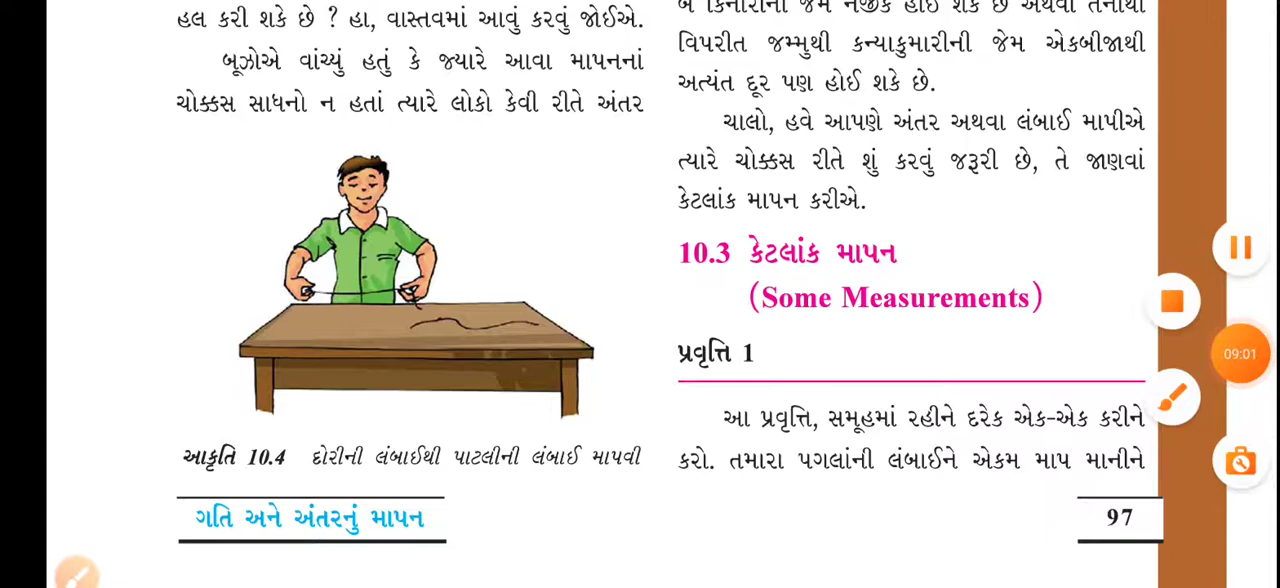 હલ કરી શકે છે ? હા, વાસ્તવમાં આવું કરવું જોઈએ.
બૂઝોએ વાંચ્યું હતું કે જ્યારે આવા માપનનાં
ચોક્કસ સાધનો ન હતાં ત્યારે લોકો કેવી રીતે અંતર
આકૃતિ 10.4 દોરીની લંબાઈથી પાટલીની લંબાઈ માપવી
ગતિ અને અંતરનું માપન
બે કિનારીની જેમ નજીક હોઈ શકે છે અથવા તેનાથી
વિપરીત જમ્મુથી કન્યાકુમારીની જેમ એકબીજાથી
અત્યંત દૂર પણ હોઈ શકે છે.
ચાલો, હવે આપણે અંતર અથવા લંબાઈ માપીએ
ત્યારે ચોક્કસ રીતે શું કરવું જરૂરી છે, તે જાણવાં
કેટલાંક માપન કરીએ.
10.3 કેટલાંક માપન
(Some Measurements)
પ્રવૃત્તિ 1
આ પ્રવૃત્તિ, સમૂહમાં રહીને દરેક એક-એક કરીને
કરો. તમારા પગલાંની લંબાઈને એકમ માપ માનીને
97
09:01